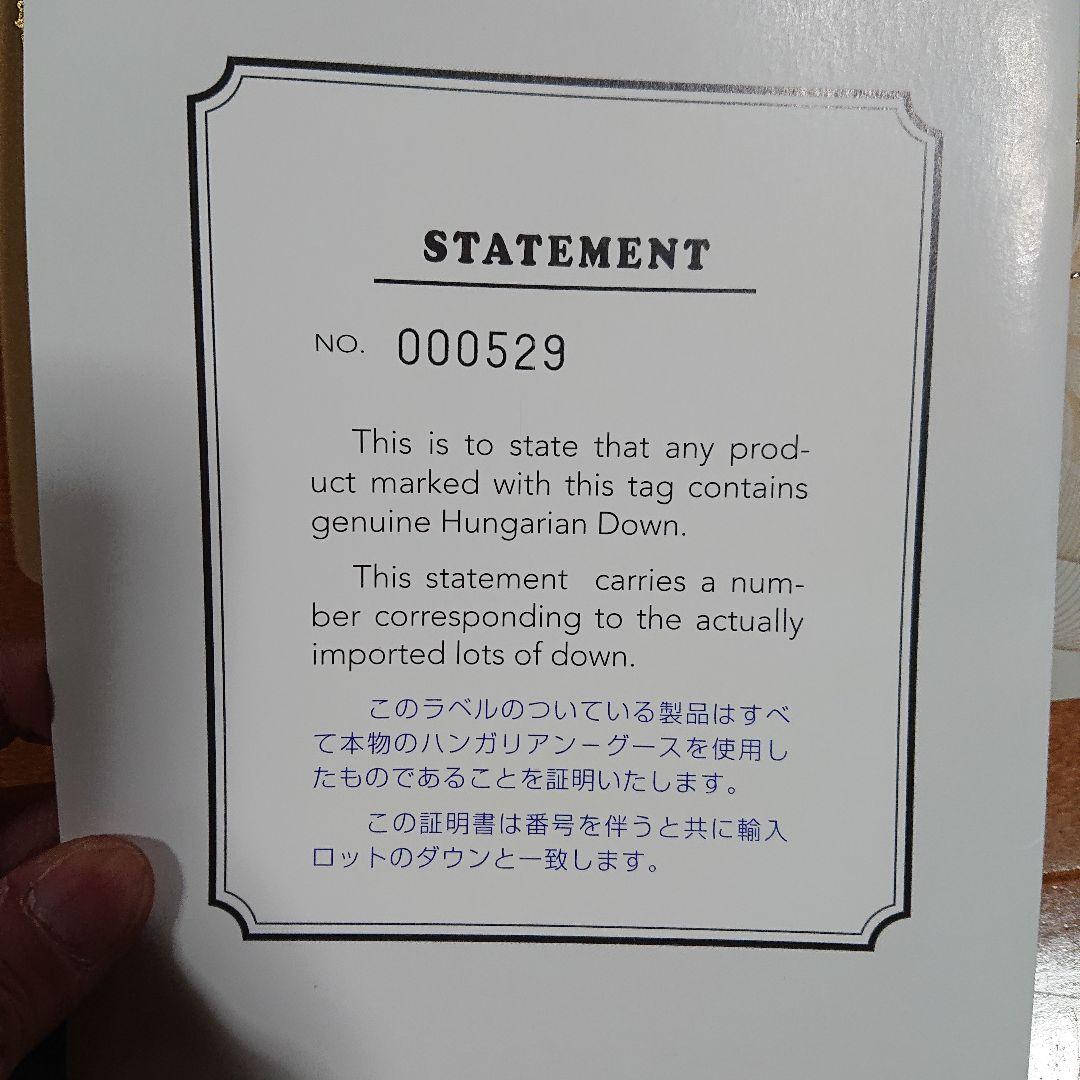 STATEMENT
NO. 000529
This is to state that any prod-
uct marked with this tag contains
genuine Hungarian Down.
This statement carries a num-
ber corresponding to the actually
imported lots of down.
このラベルのついている製品はすべ
て本物のハンガリアン－グースを使用し
たものであることを証明いたします。
この証明書は番号を伴うと共に輸入
ロットのダウンと一致します。